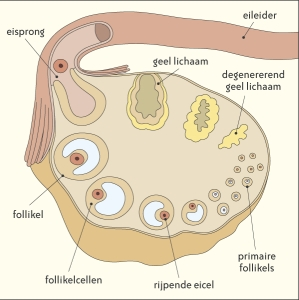 eileider
eisprong
geel lichaam
degenererend
geel lichaam
follikel
follikelcellen
rijpende eicel
primaire
follikels